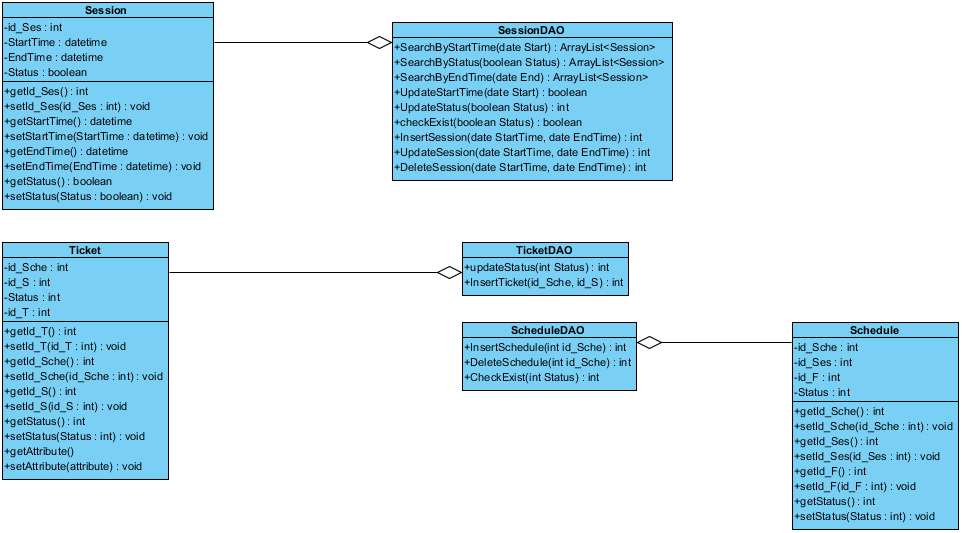 Session
-id_Ses : int
-StartTime : datetime
-EndTime : datetime
-Status : boolean
+getId_Ses() : int
+setId_Ses(id_Ses : int) : void
+getStartTime() : datetime
+setStartTime(StartTime : datetime) : void
+getEndTime() : datetime
+setEndTime(EndTime : datetime) : void
+getStatus() : boolean
+setStatus(Status : boolean) : void
SessionDAO
+SearchByStartTime(date Start) : ArrayList<Session>
+SearchByStatus(boolean Status) : ArrayList<Session>
+SearchByEndTime(date End) : ArrayList<Session>
+UpdateStartTime(date Start) : boolean
+UpdateStatus(boolean Status) : int
+checkExist(boolean Status) : boolean
+InsertSession(date StartTime, date EndTime) : int
+UpdateSession(date StartTime, date EndTime) : int
+DeleteSession(date StartTime, date EndTime) : int
Ticket
-id_Sche : int
-id_S : int
-Status : int
-id_T : int
+getId_T() : int
+setId_T(id_T : int) : void
+getId_Sche() : int
+setId_Sche(id_Sche : int) : void
+getId_S() : int
+setId_S(id_S : int) : void
+getStatus() : int
+setStatus(Status : int) : void
+getAttribute()
+setAttribute(attribute) : void
TicketDAO
+updateStatus(int Status) : int
+InsertTicket(id_Sche, id_S) : int
ScheduleDAO
+InsertSchedule(int id_Sche) : int
+DeleteSchedule(int id_Sche) : int
+CheckExist(int Status) : int
Schedule
-id_Sche : int
-id_Ses : int
-id_F : int
-Status : int
+getId_Sche() : int
+setId_Sche(id_Sche : int) : void
+getId_Ses() : int
+setId_Ses(id_Ses : int) : void
+getId_F() : int
+setId_F(id_F : int) : void
+getStatus() : int
+setStatus(Status : int) : void